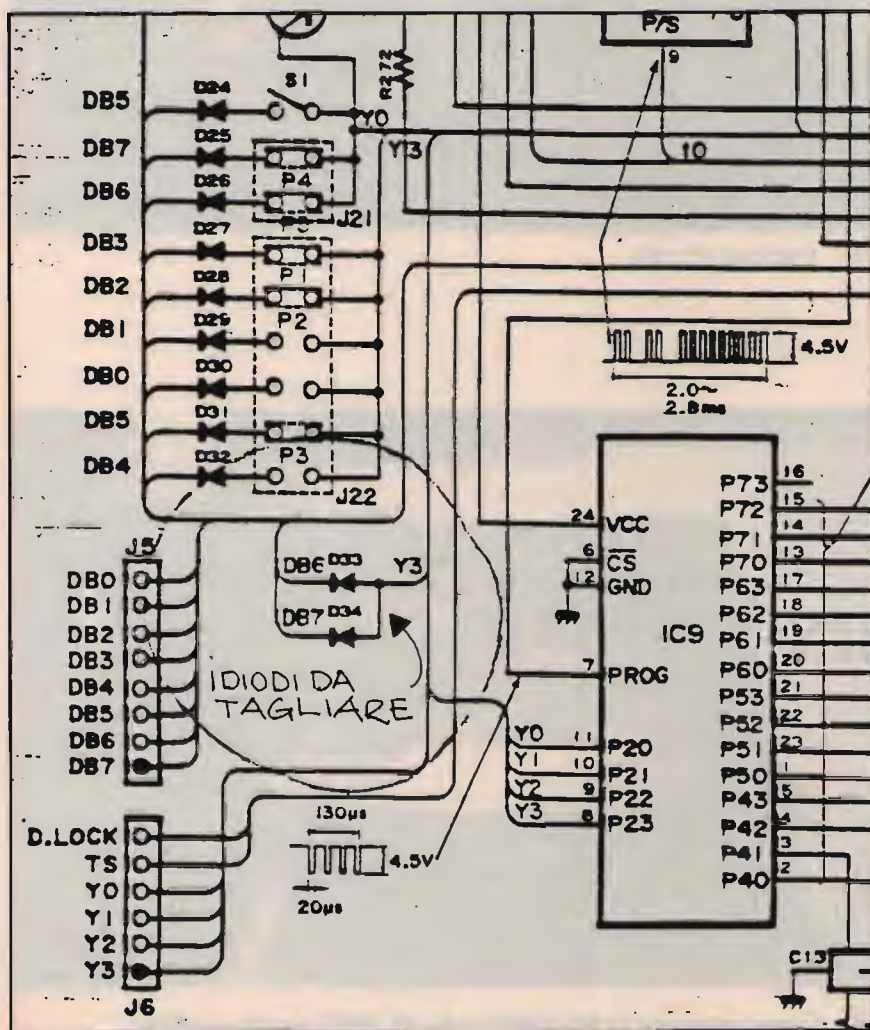 P/S
9
R272
DB5 D24 S1 Y0
DB7 D25 Y3
P4
10
DB6 D26
J21
DB3 D27
P1
DB2 D28
P2
DB1 D29
4.5V
DB0 D30
2.0~
2.8ms
DB5 D31
P3
DB4 D32
J22
P73 16
P72 15
24 VCC
P71 14
J5
DB6 D33 Y3
6 CS
P70 13
DB0
12 GND
P63 17
DB1
DB7 D34
P62 18
DB2
IC9
P61 19
DB3
7 PROG
P60 20
DB4
I DIODI DA
TAGLIARE
P53 21
DB5
P52 22
DB6
Y0 11 P20
P51 23
DB7
Y1 10 P21
P50 1
Y2 9 P22
P43 5
130µs
Y3 8 P23
P42 4
D.LOCK
P41 3
TS
4.5V
P40 2
Y0
20µs
Y1
Y2
C13
Y3
J6